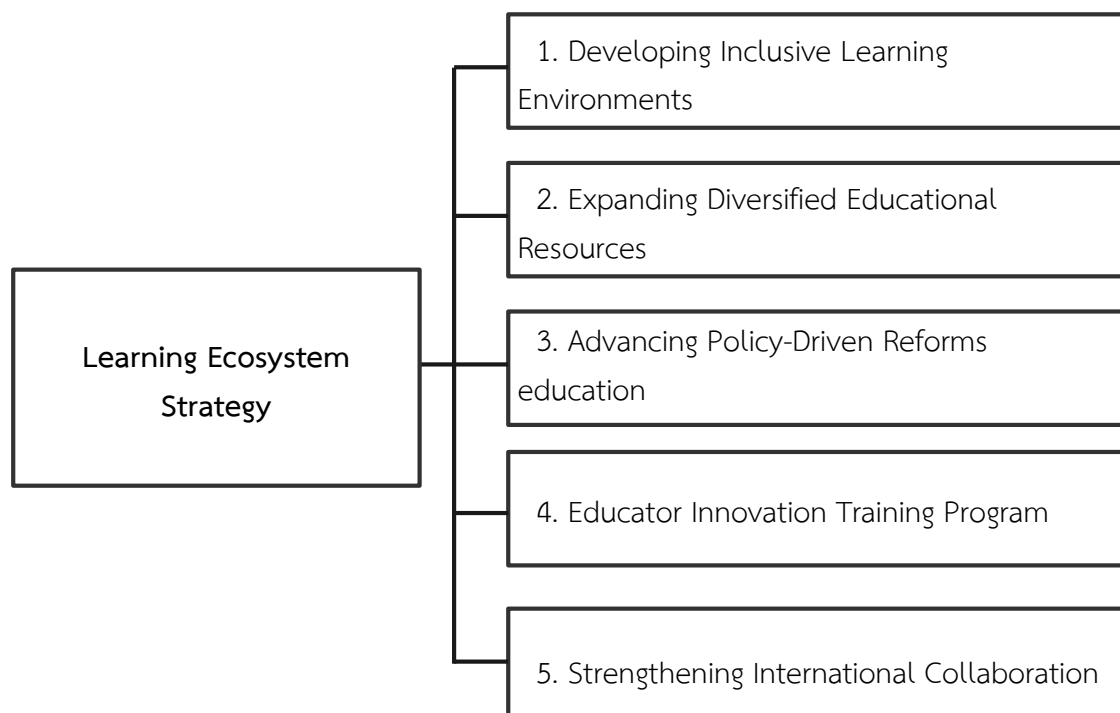 1. Developing Inclusive Learning
Environments
2. Expanding Diversified Educational
Resources
Learning Ecosystem
Strategy
3. Advancing Policy-Driven Reforms
education
4. Educator Innovation Training Program
5. Strengthening International Collaboration